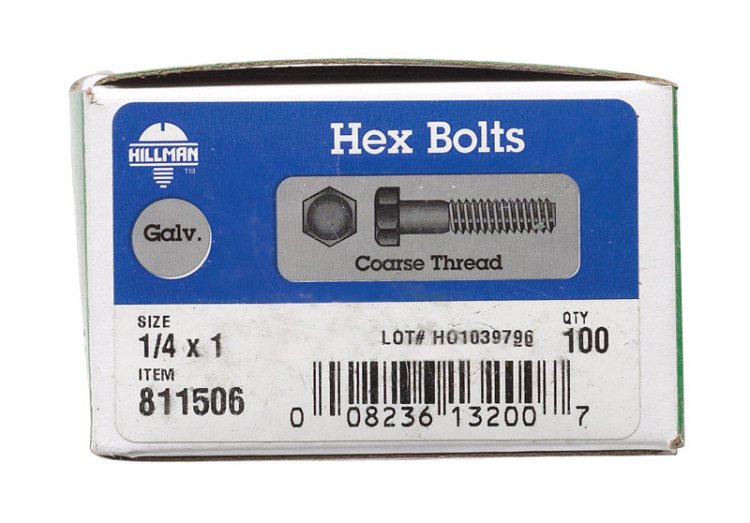 Hex Bolts
HILLMAN
TM
Galv.
Coarse Thread
SIZE
1/4 x 1
ITEM
811506
LOT# HO1039796
QTY
100
0 08236 13200 7